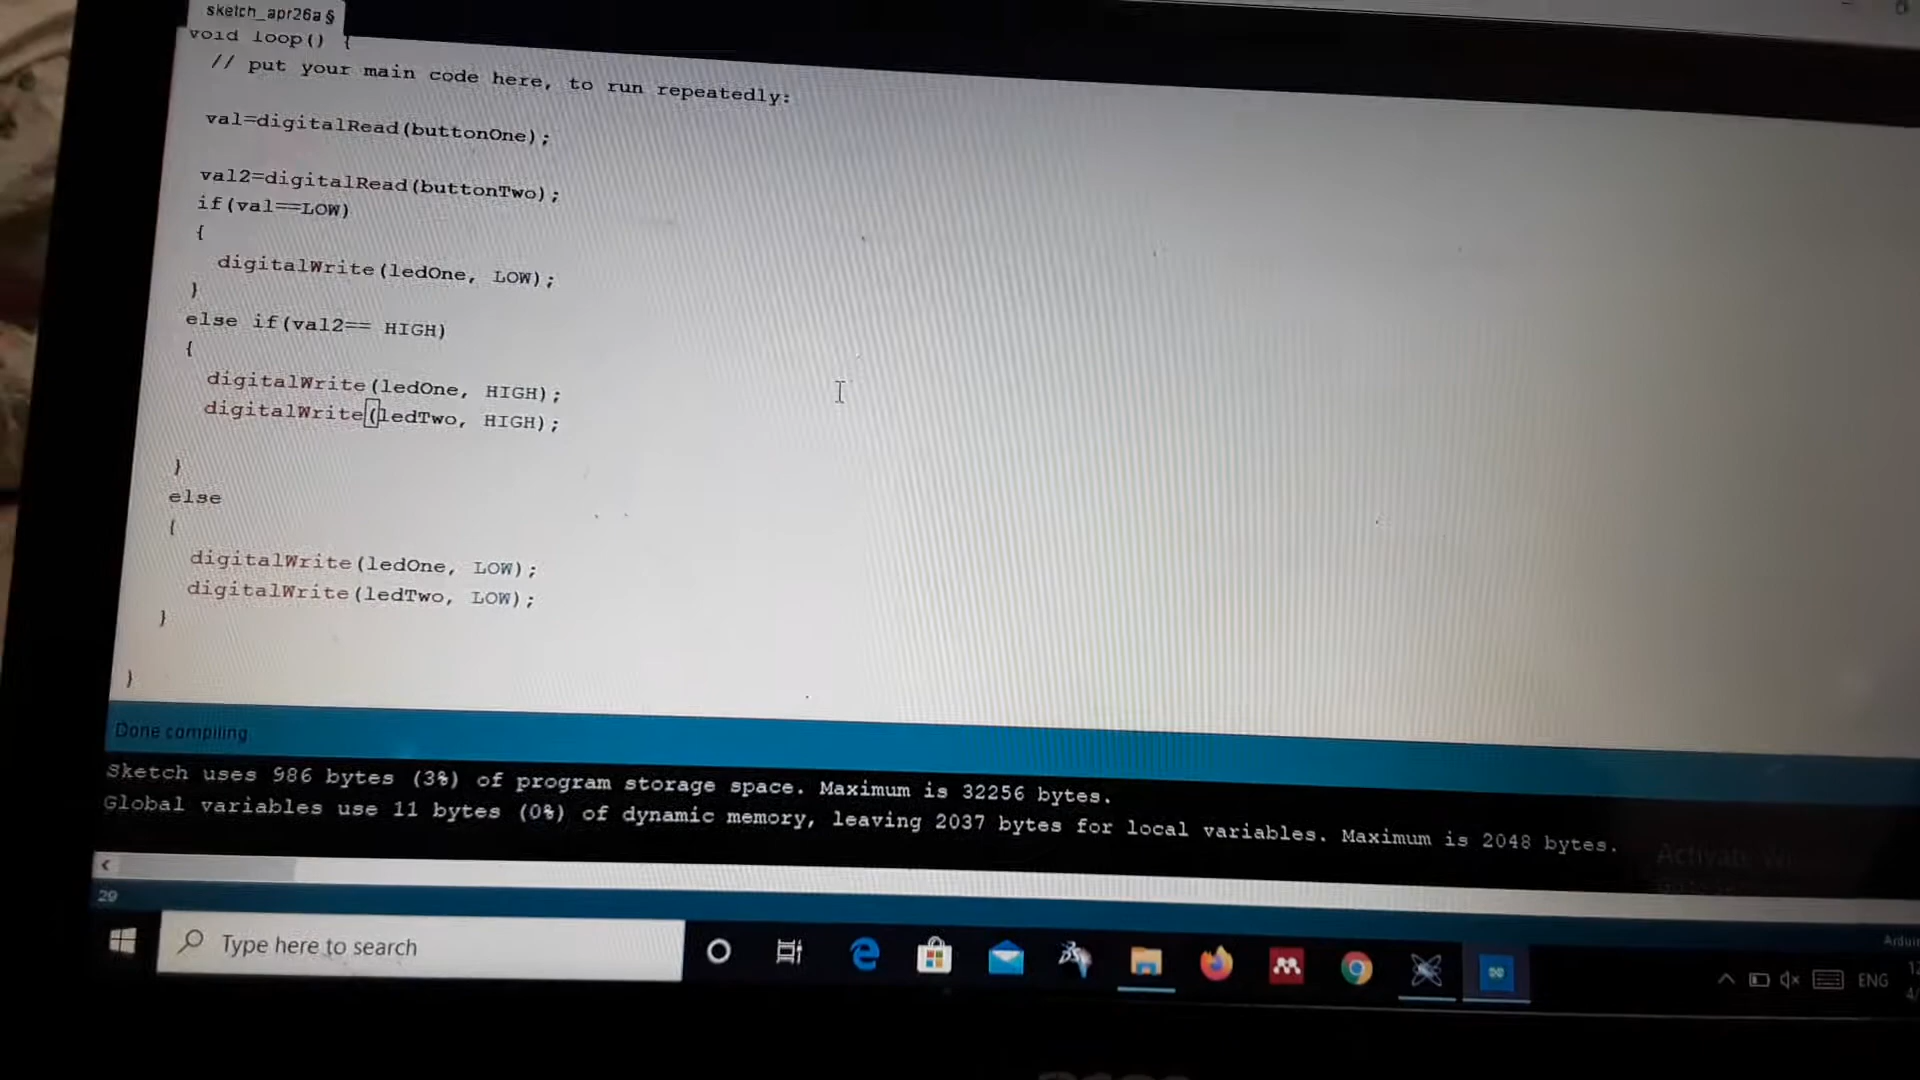 sketch_apr26a §
void loop() {
// put your main code here, to run repeatedly:
val=digitalRead(buttonOne);
val2=digitalRead(buttonTwo);
if(val==LOW)
{
digitalWrite(ledOne, LOW);
}
else if(val2== HIGH)
{
digitalWrite(ledOne, HIGH);
digitalWrite(ledTwo, HIGH);
}
else
{
digitalWrite(ledOne, LOW);
digitalWrite(ledTwo, LOW);
}
}
Done compiling
Sketch uses 986 bytes (3%) of program storage space. Maximum is 32256 bytes.
Global variables use 11 bytes (0%) of dynamic memory, leaving 2037 bytes for local variables. Maximum is 2048 bytes.
Activate
29
Type here to search
ENG